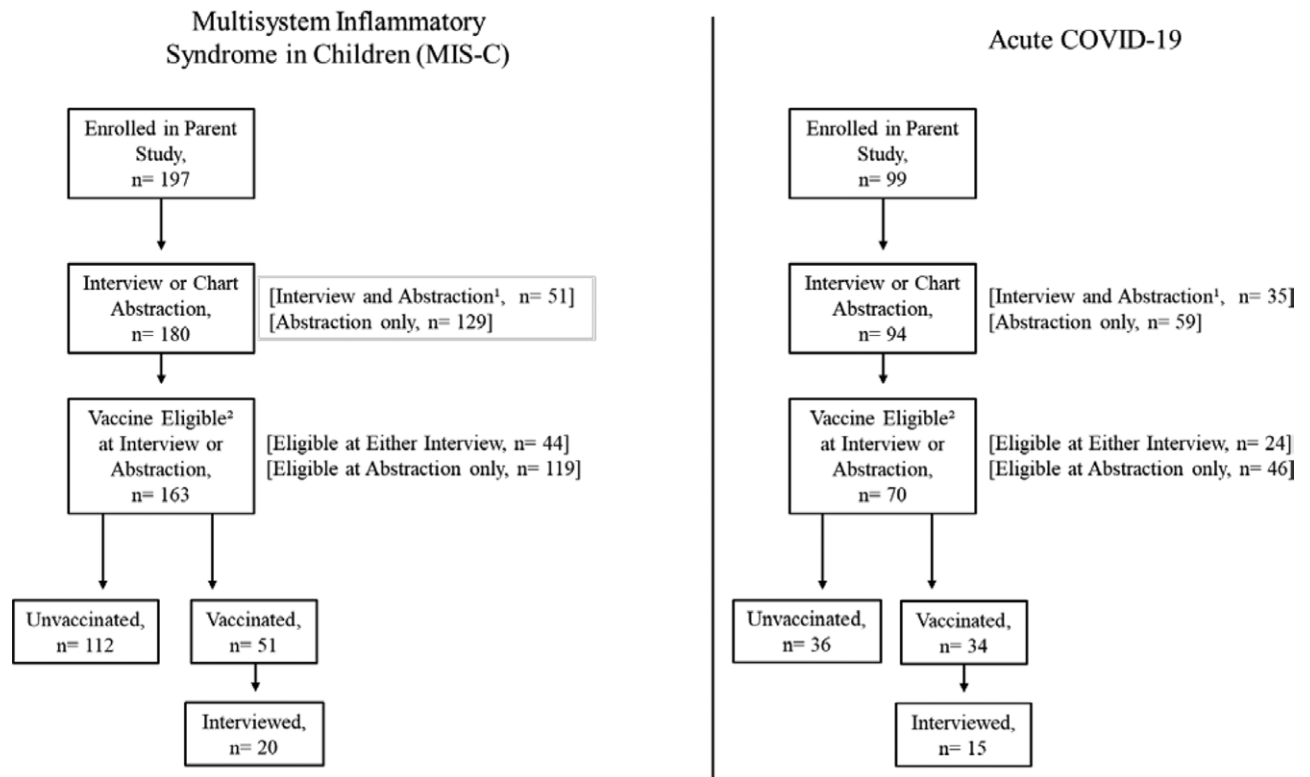 Multisystem Inflammatory
Syndrome in Children (MIS-C)
Enrolled in Parent
Study,
n= 197
Interview or Chart
Abstraction,
n= 180
[Interview and Abstraction¹, n= 51]
[Abstraction only, n= 129]
Vaccine Eligible²
at Interview or
Abstraction,
n= 163
[Eligible at Either Interview, n= 44]
[Eligible at Abstraction only, n= 119]
Unvaccinated,
n= 112
Vaccinated,
n= 51
Interviewed,
n= 20
Acute COVID-19
Enrolled in Parent
Study,
n= 99
Interview or Chart
Abstraction,
n= 94
[Interview and Abstraction¹, n= 35]
[Abstraction only, n= 59]
Vaccine Eligible²
at Interview or
Abstraction,
n= 70
[Eligible at Either Interview, n= 24]
[Eligible at Abstraction only, n= 46]
Unvaccinated,
n= 36
Vaccinated,
n= 34
Interviewed,
n= 15